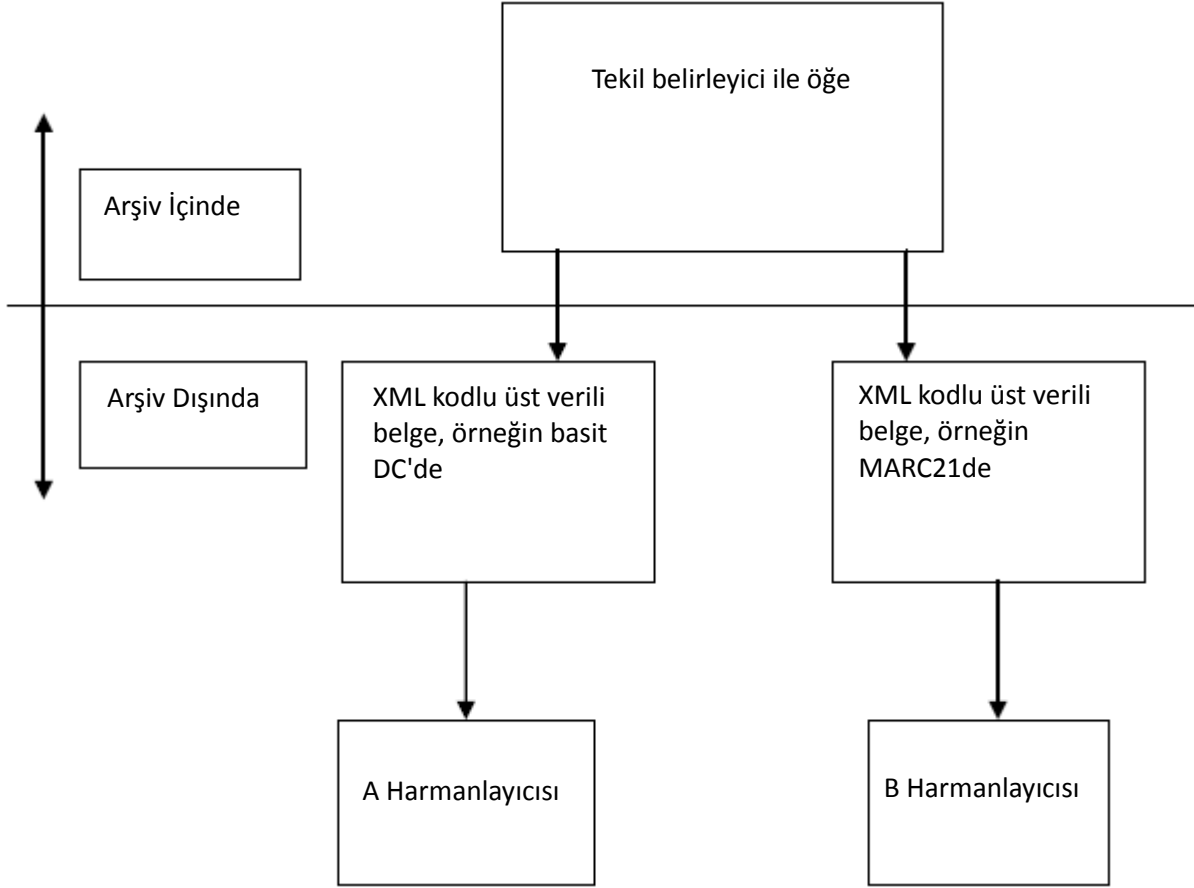 Tekil belirleyici ile öğe
Arşiv İçinde
Arşiv Dışında
XML kodlu üst verili
belge, örneğin basit
DC'de
XML kodlu üst verili
belge, örneğin
MARC21de
A Harmanlayıcısı
B Harmanlayıcısı